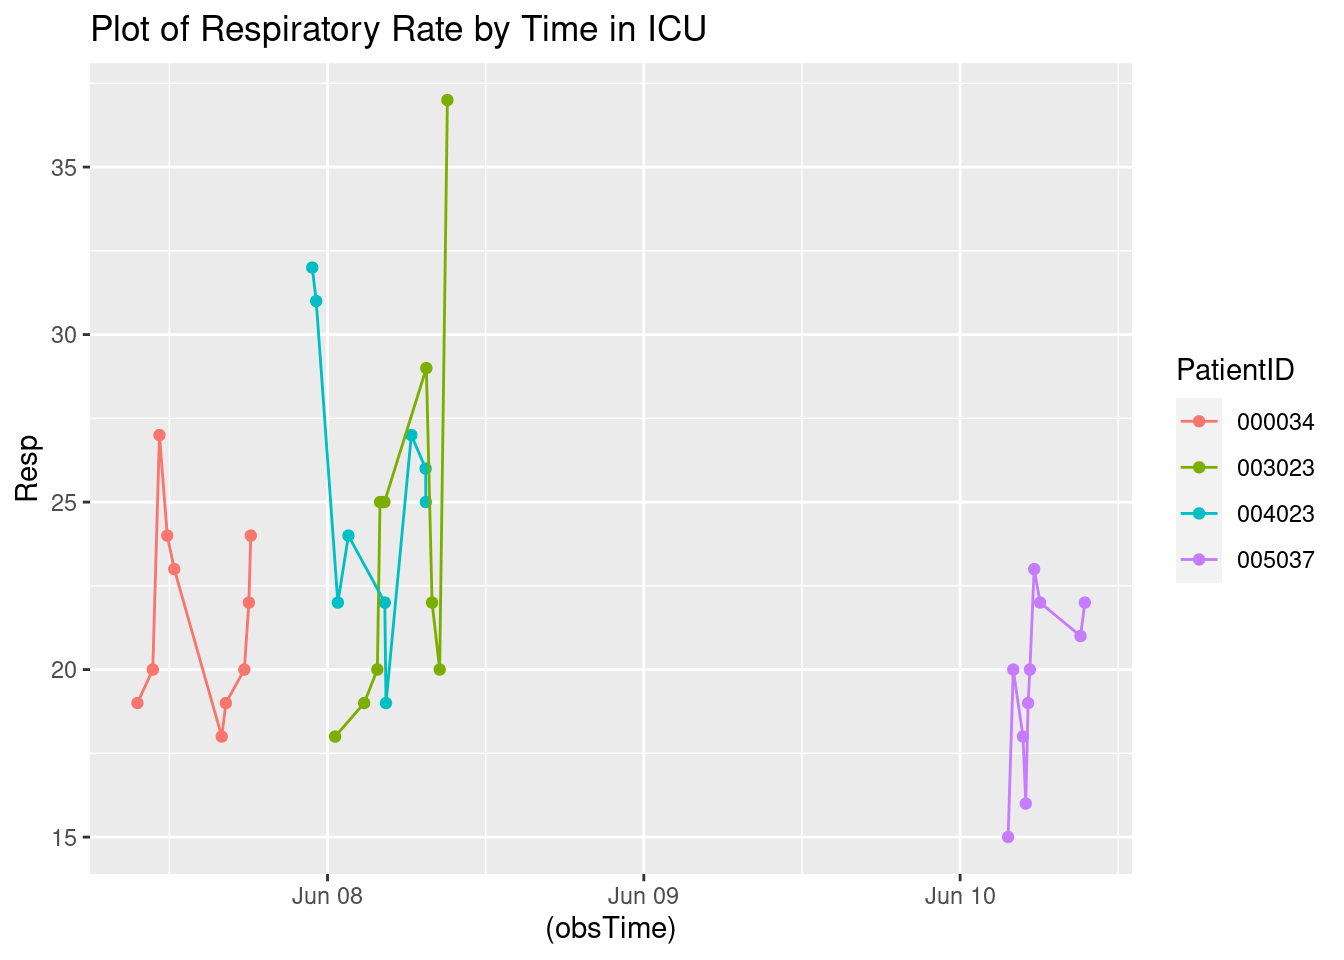 Plot of Respiratory Rate by Time in ICU
35
30
25
20
15
Resp
Jun 08 Jun 09 Jun 10
(obsTime)
PatientID
000034
003023
004023
005037